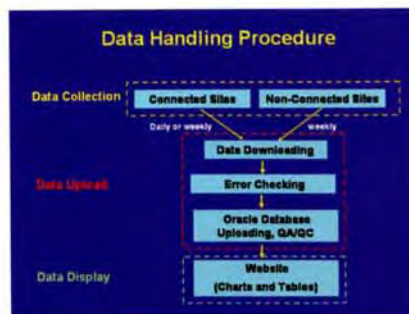 Data Handling Procedure
Data Collection
Connected Sites
Non-Connected Sites
Daily or weekly
weekly
Data Downloading
Data Upload
Error Checking
Oracle Database
Uploading, QA/QC
Data Display
Website
(Charts and Tables)